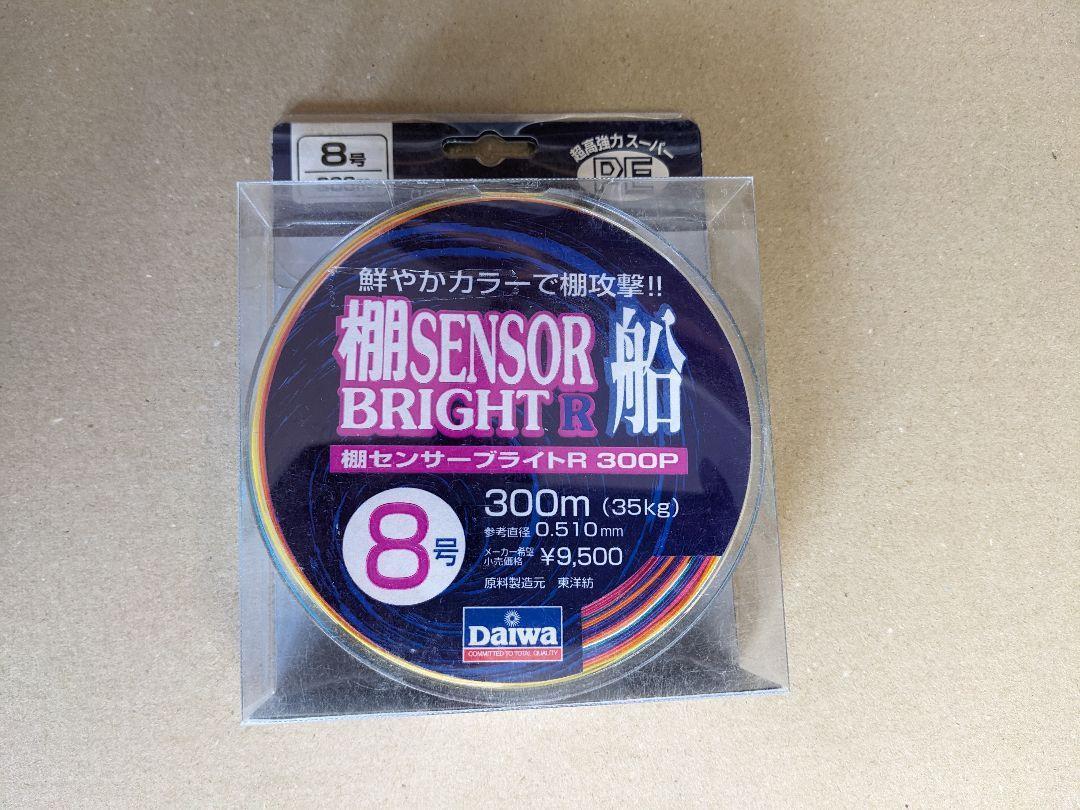 8号
300m
超高強力スーパー
PE
鮮やかカラーで棚攻撃!!
棚SENSOR
BRIGHT R
船
棚センサーブライトR 300P
8号
300m (35kg)
参考直径 0.510mm
メーカー希望
小売価格 ¥9,500
原料製造元 東洋紡
DAIWA
COMMITTED TO TOTAL QUALITY